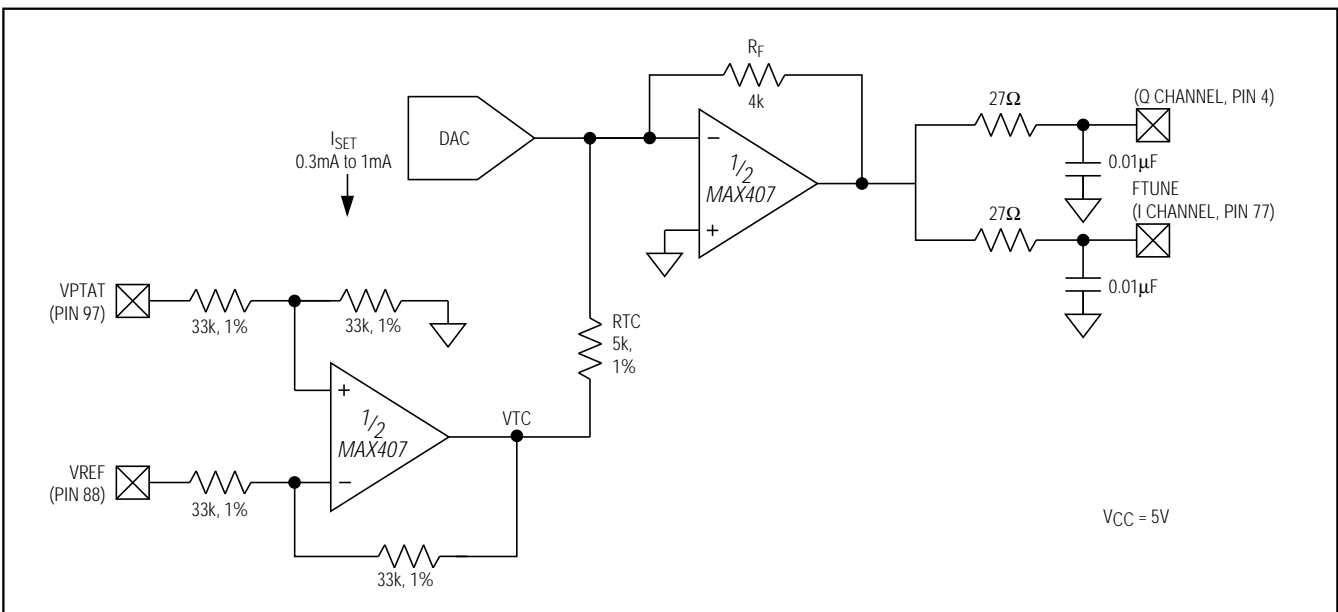 RF
4k
27Ω
(Q CHANNEL, PIN 4)
ISET
0.3mA to 1mA
DAC
–
1/2
MAX407
+
0.01µF
FTUNE
(I CHANNEL, PIN 77)
27Ω
0.01µF
VPTAT
(PIN 97)
33k, 1%
33k, 1%
RTC
5k,
1%
+
1/2
MAX407
–
VTC
VREF
(PIN 88)
33k, 1%
33k, 1%
VCC = 5V